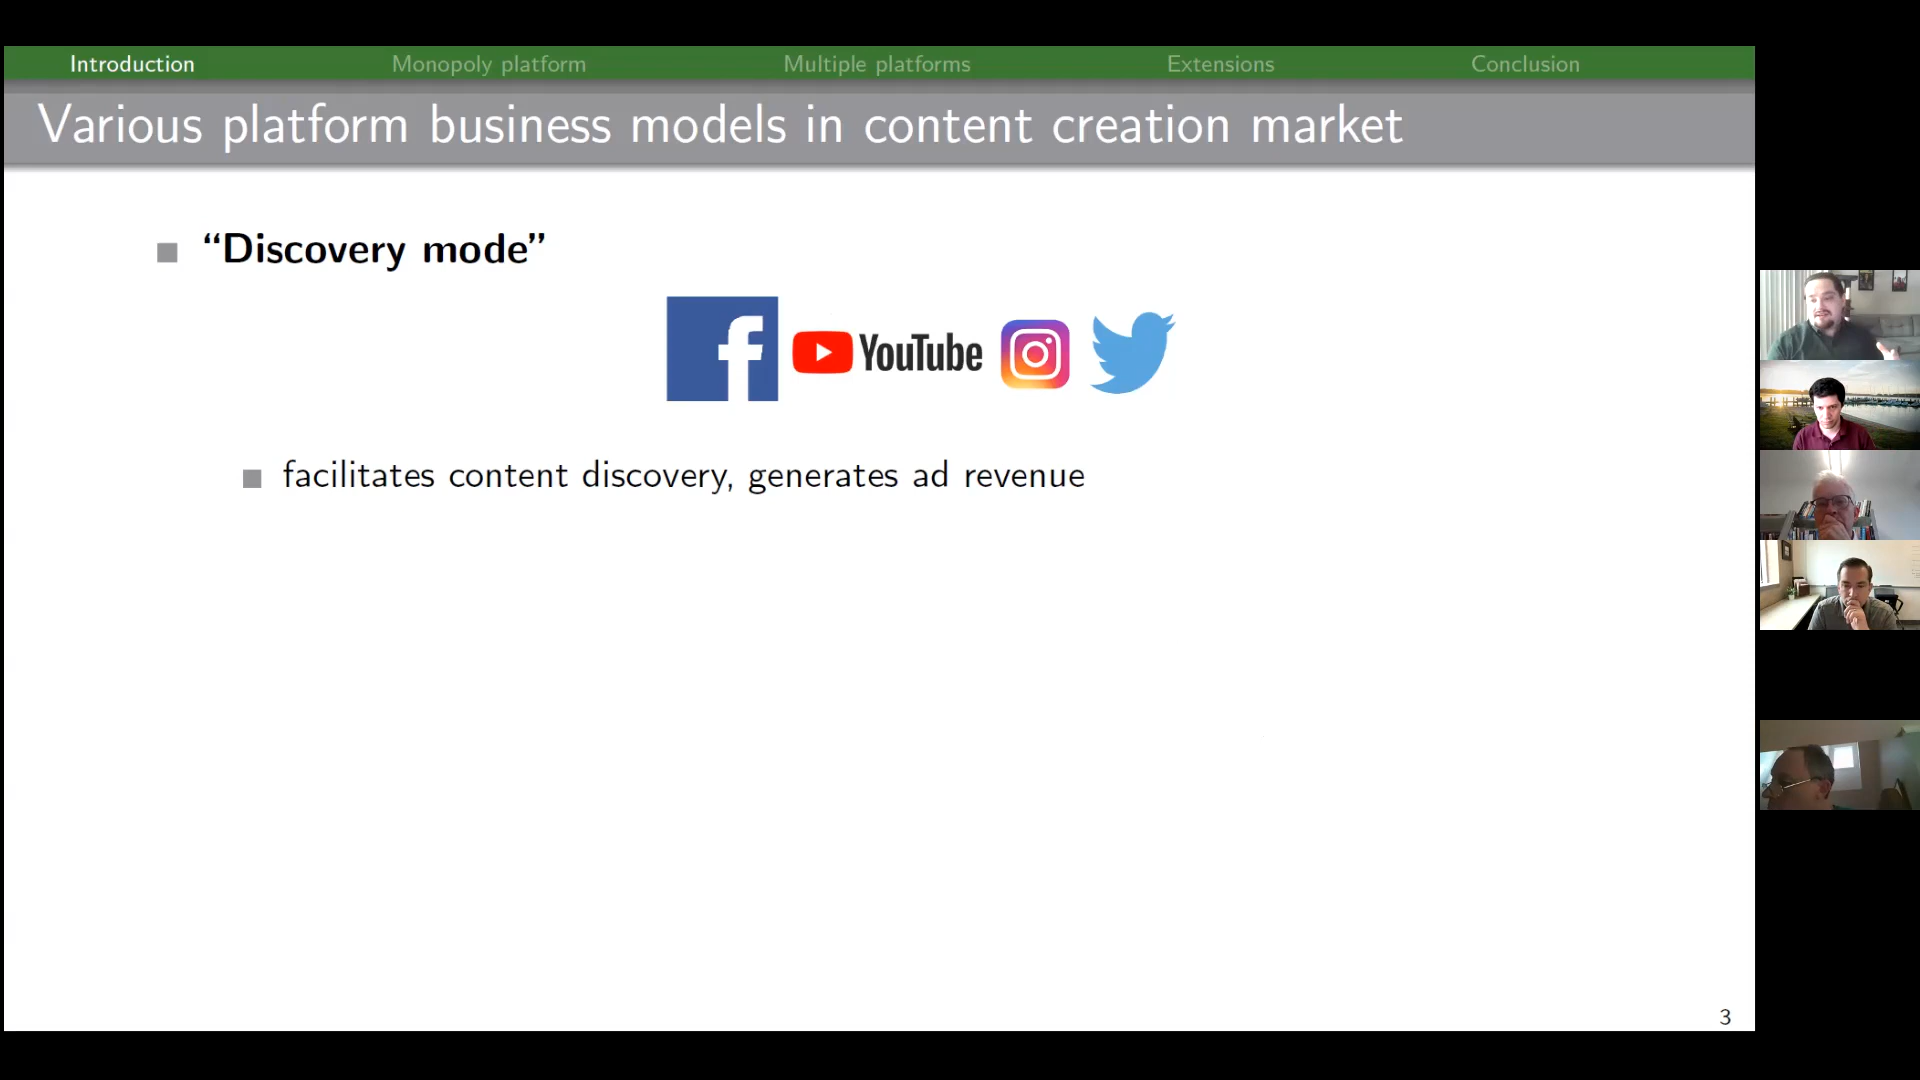 Introduction Monopoly platform Multiple platforms Extensions Conclusion
Various platform business models in content creation market
“Discovery mode”
f YouTube
facilitates content discovery, generates ad revenue
3